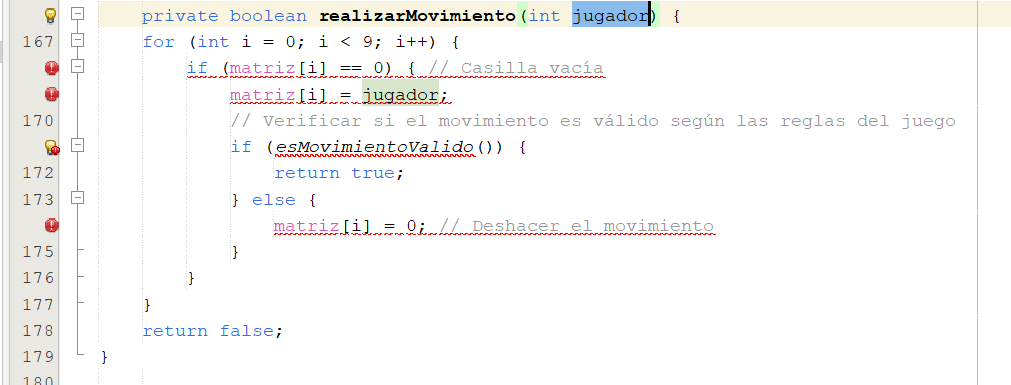 private boolean realizarMovimiento(int jugador) {
167 for (int i = 0; i < 9; i++) {
if (matriz[i] == 0) { // Casilla vacía
matriz[i] = jugador;
170 // Verificar si el movimiento es válido según las reglas del juego
if (esMovimientoValido()) {
172 return true;
173 } else {
matriz[i] = 0; // Deshacer el movimiento
175 }
176 }
177 }
178 return false;
179 }
180